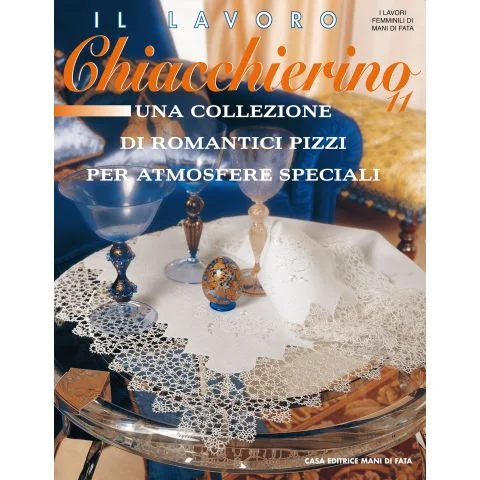 IL LAVORO
I LAVORI
FEMMINILI DI
MANI DI FATA
Chiacchierino
11
UNA COLLEZIONE
DI ROMANTICI PIZZI
PER ATMOSFERE SPECIALI
CASA EDITRICE MANI DI FATA